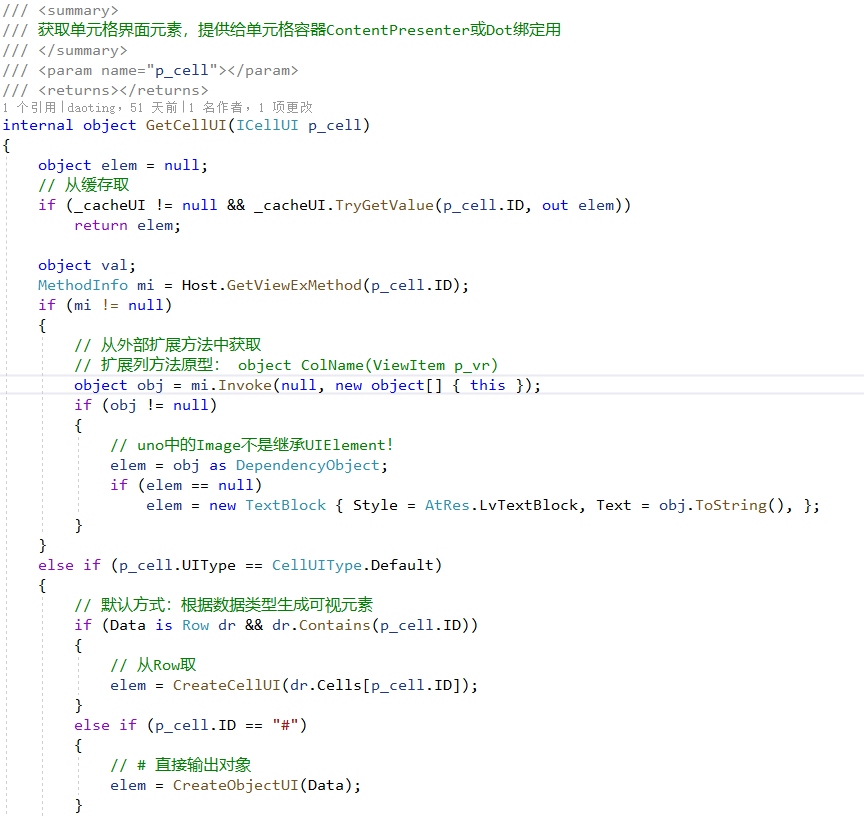 /// <summary>
/// 获取单元格界面元素，提供给单元格容器ContentPresenter或Dot绑定用
/// </summary>
/// <param name="p_cell"></param>
/// <returns></returns>
1 个引用|daoting，51 天前|1 名作者，1 项更改
internal object GetCellUI(ICellUI p_cell)
{
    object elem = null;
    // 从缓存取
    if (_cacheUI != null && _cacheUI.TryGetValue(p_cell.ID, out elem))
        return elem;

    object val;
    MethodInfo mi = Host.GetViewExMethod(p_cell.ID);
    if (mi != null)
    {
        // 从外部扩展方法中获取
        // 扩展列方法原型： object ColName(ViewItem p_vr)
        object obj = mi.Invoke(null, new object[] { this });
        if (obj != null)
        {
            // uno中的Image不是继承UIElement!
            elem = obj as DependencyObject;
            if (elem == null)
                elem = new TextBlock { Style = AtRes.LvTextBlock, Text = obj.ToString(), };
        }
    }
    else if (p_cell.UIType == CellUIType.Default)
    {
        // 默认方式：根据数据类型生成可视元素
        if (Data is Row dr && dr.Contains(p_cell.ID))
        {
            // 从Row取
            elem = CreateCellUI(dr.Cells[p_cell.ID]);
        }
        else if (p_cell.ID == "#")
        {
            // # 直接输出对象
            elem = CreateObjectUI(Data);
        }